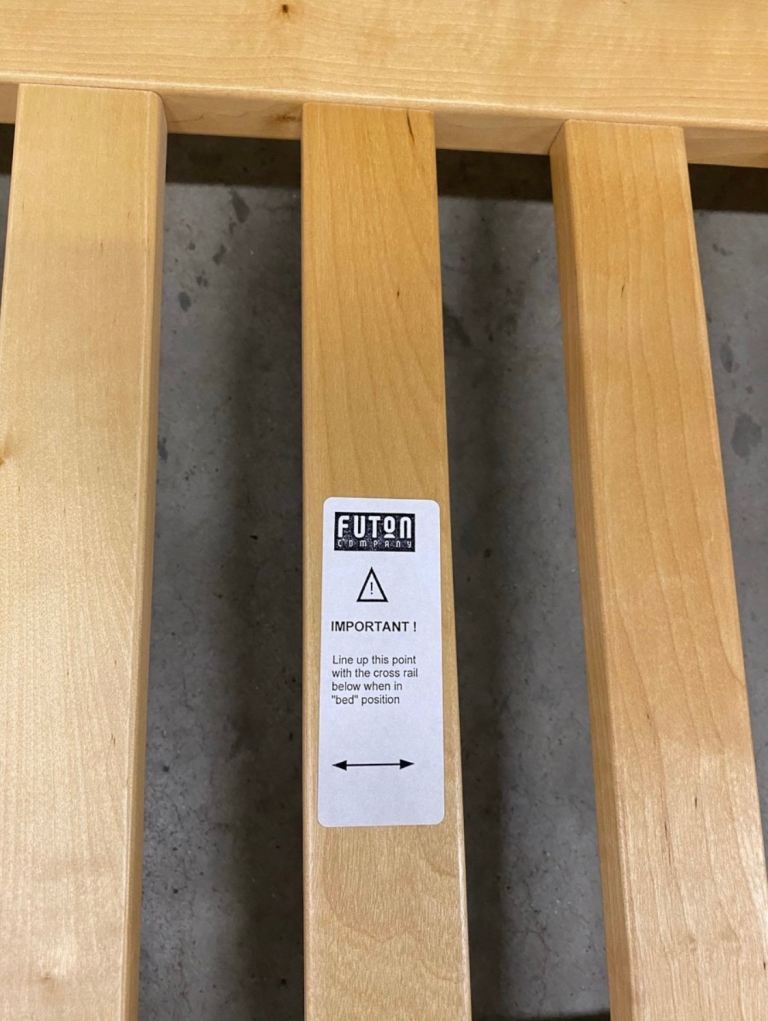 FUTON
COMPANY
!
IMPORTANT !
Line up this point
with the cross rail
below when in
"bed" position